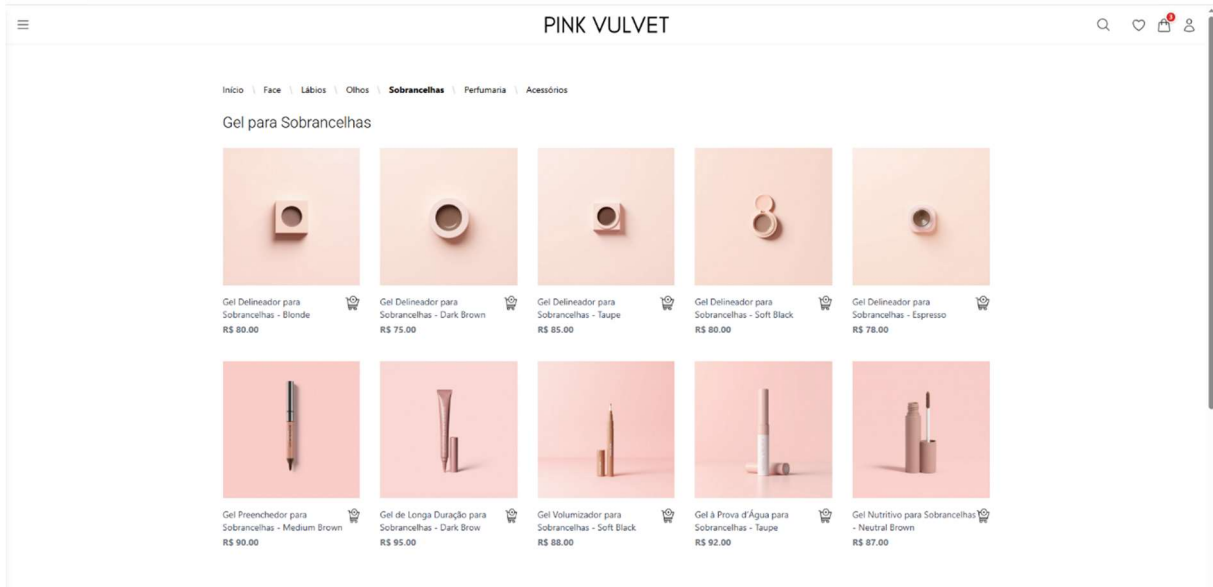 PINK VULVET
3
Início \ Face \ Lábios \ Olhos \ Sobrancelhas \ Perfumaria \ Acessórios
Gel para Sobrancelhas
Gel Delineador para
Sobrancelhas - Blonde
R$ 80.00
Gel Delineador para
Sobrancelhas - Dark Brown
R$ 75.00
Gel Delineador para
Sobrancelhas - Taupe
R$ 85.00
Gel Delineador para
Sobrancelhas - Soft Black
R$ 80.00
Gel Delineador para
Sobrancelhas - Espresso
R$ 78.00
Gel Preenchedor para
Sobrancelhas - Medium Brown
R$ 90.00
Gel de Longa Duração para
Sobrancelhas - Dark Brow
R$ 95.00
Gel Volumizador para
Sobrancelhas - Soft Black
R$ 88.00
Gel à Prova d'Água para
Sobrancelhas - Taupe
R$ 92.00
Gel Nutritivo para Sobrancelhas
- Neutral Brown
R$ 87.00